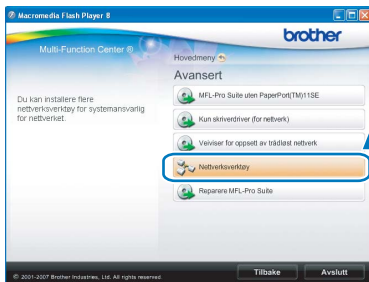 Macromedia Flash Player 8
brother
Multi-Function Center ®
Hovedmeny
Avansert
Du kan installere flere
nettverksverktøy for systemansvarlig
for nettverket.
MFL-Pro Suite uten PaperPort(TM)11SE
Kun skriverdriver (for nettverk)
Veiviser for oppsett av trådløst nettverk
Nettverksverktøy
Reparere MFL-Pro Suite
© 2001-2007 Brother Industries, Ltd. All rights reserved
Tilbake
Avslutt